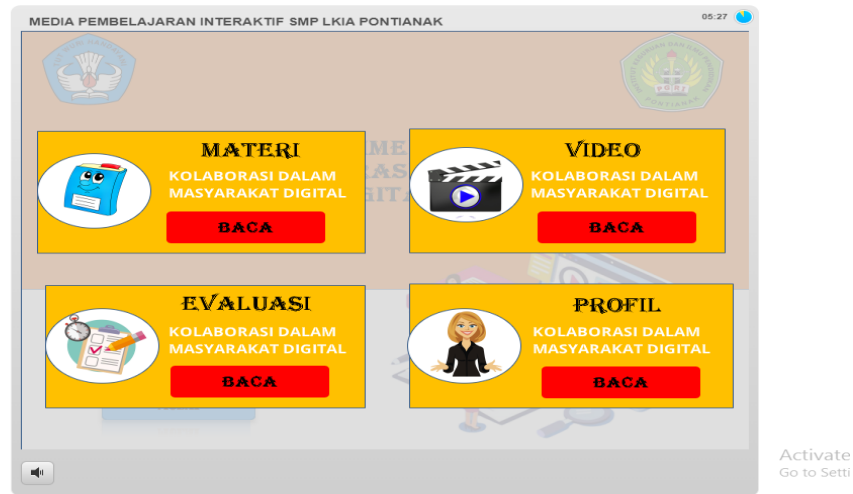 MEDIA PEMBELAJARAN INTERAKTIF SMP LKIA PONTIANAK
05:27
MATERI
KOLABORASI DALAM
MASYARAKAT DIGITAL
BACA
VIDEO
KOLABORASI DALAM
MASYARAKAT DIGITAL
BACA
EVALUASI
KOLABORASI DALAM
MASYARAKAT DIGITAL
BACA
PROFIL
KOLABORASI DALAM
MASYARAKAT DIGITAL
BACA
Activate
Go to Setti